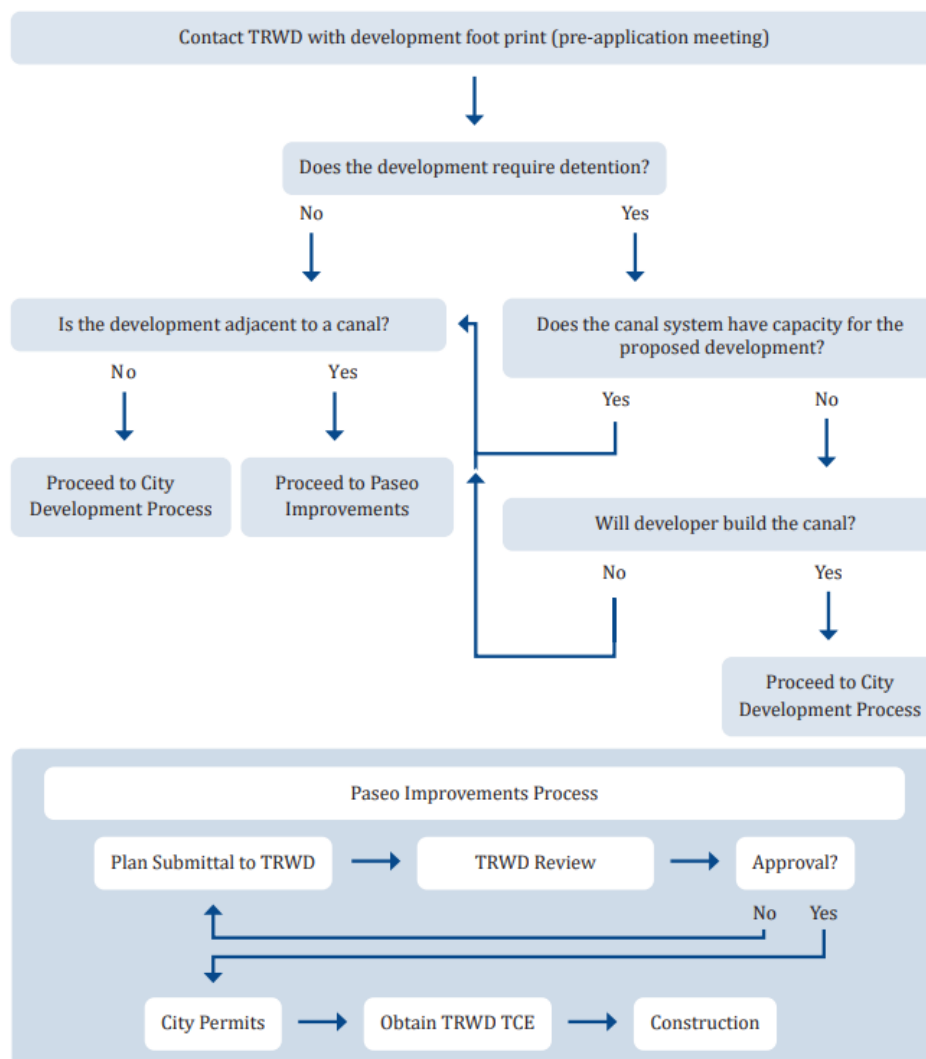 Contact TRWD with development foot print (pre-application meeting)
Does the development require detention?
No
Yes
Is the development adjacent to a canal?
Does the canal system have capacity for the
proposed development?
No
Yes
Yes
No
Proceed to City
Development Process
Proceed to Paseo
Improvements
Will developer build the canal?
No
Yes
Proceed to City
Development Process
Paseo Improvements Process
Plan Submittal to TRWD
TRWD Review
Approval?
No
Yes
City Permits
Obtain TRWD TCE
Construction